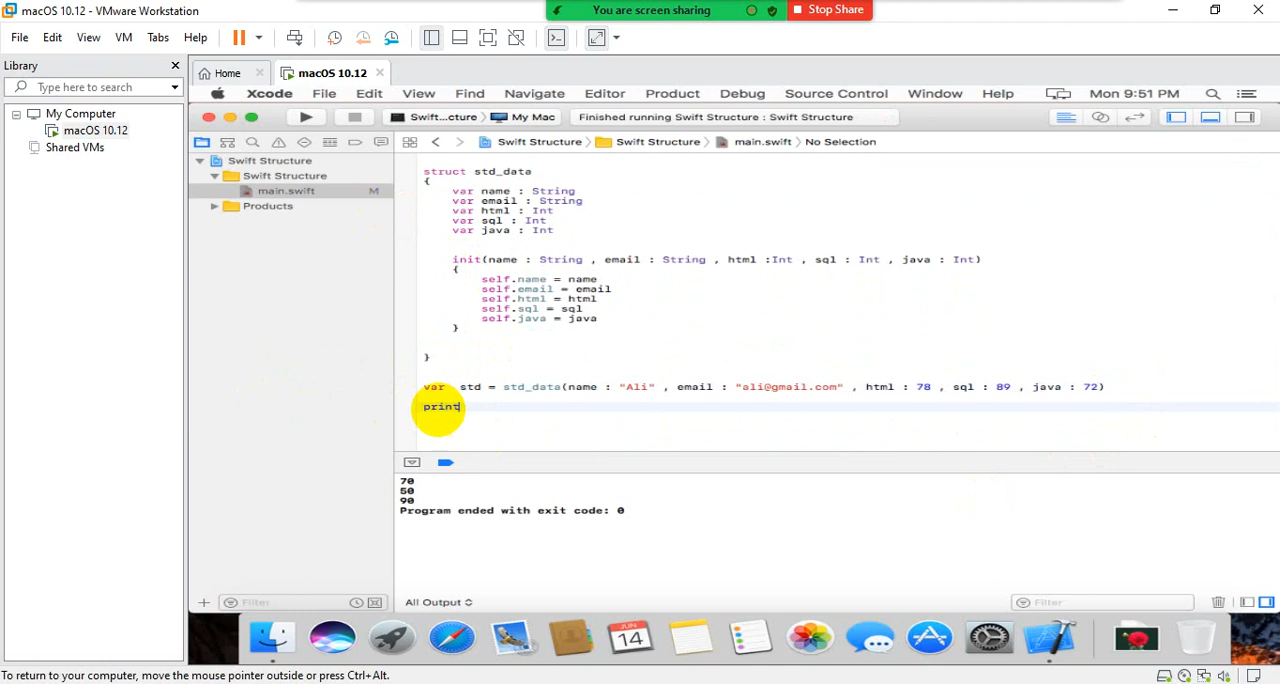 macOS 10.12 - VMware Workstation
You are screen sharing
Stop Share
File Edit View VM Tabs Help
Library
Type here to search
My Computer
macOS 10.12
Shared VMs
Home
macOS 10.12
Xcode File Edit View Find Navigate Editor Product Debug Source Control Window Help Mon 9:51 PM
Swift...cture My Mac Finished running Swift Structure : Swift Structure
Swift Structure Swift Structure main.swift No Selection
Swift Structure
Swift Structure
main.swift M
Products
struct std_data
{
var name : String
var email : String
var html : Int
var sql : Int
var java : Int
init(name : String , email : String , html :Int , sql : Int , java : Int)
{
self.name = name
self.email = email
self.html = html
self.sql = sql
self.java = java
}
}
var std = std_data(name : "Ali" , email : "ali@gmail.com" , html : 78 , sql : 89 , java : 72)
print
70
50
90
Program ended with exit code: 0
Filter
All Output
Filter
JUN
14
To return to your computer, move the mouse pointer outside or press Ctrl+Alt.